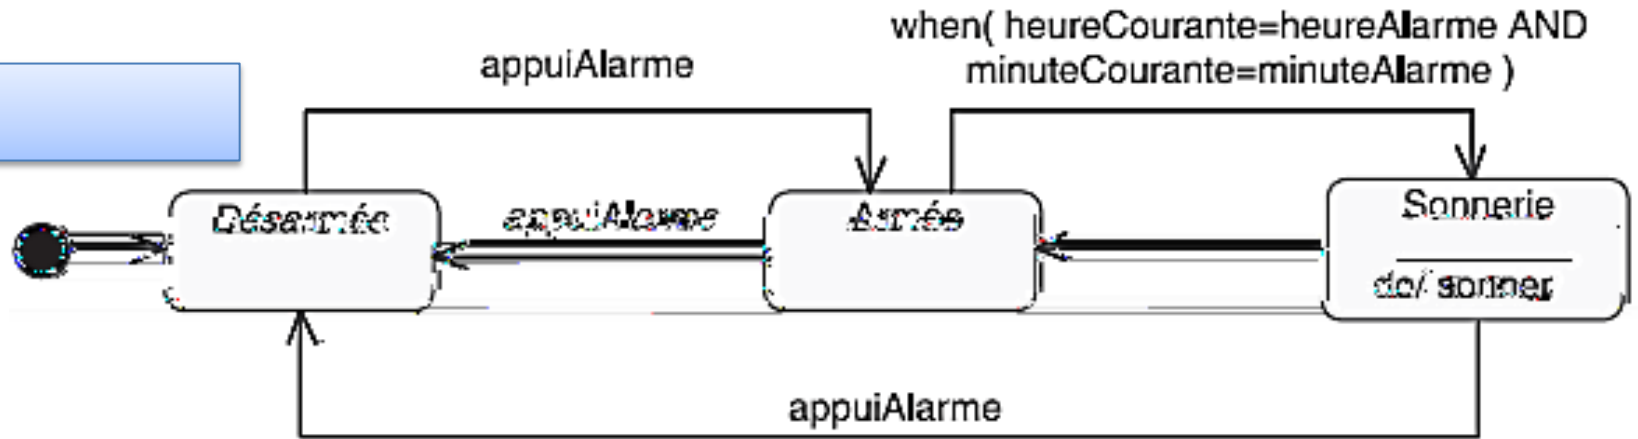 when( heureCourante=heureAlarme AND
minuteCourante=minuteAlarme )
appuiAlarme
Désarmée
appuiAlarme
Armée
Sonnerie
do/ sonner
appuiAlarme